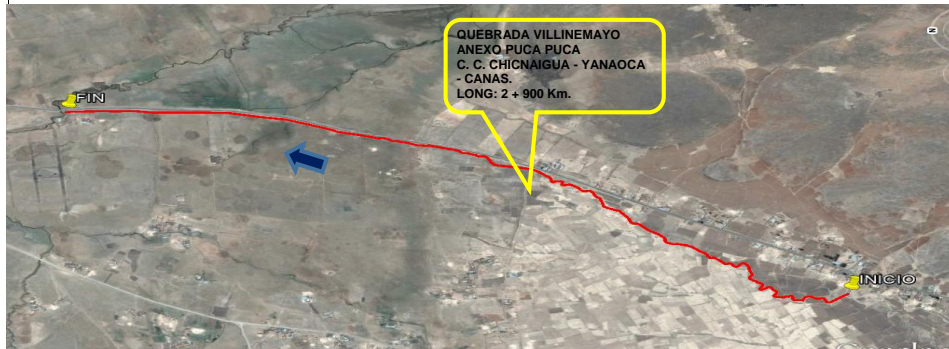 QUEBRADA VILLINEMAYO
ANEXO PUCA PUCA
C. C. CHICNAIGUA - YANAOCA
- CANAS.
LONG: 2 + 900 Km.
FIN
INICIO